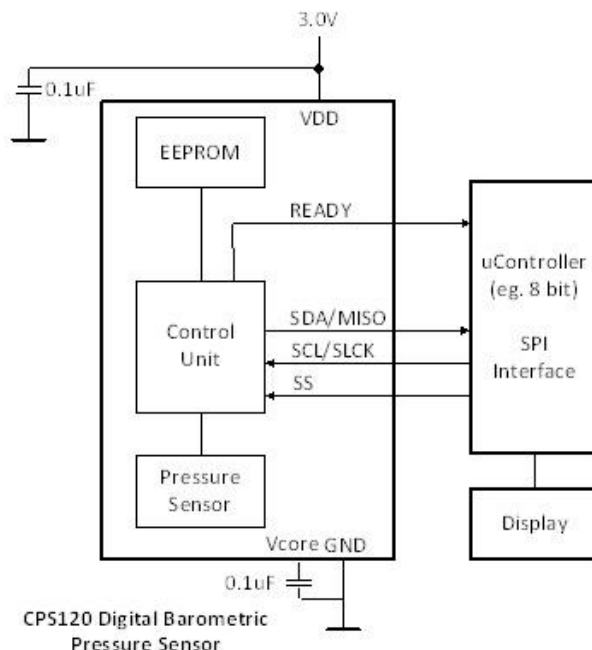 3.0V
0.1uF
VDD
EEPROM
READY
uController
(eg. 8 bit)
SPI
Interface
Control
Unit
SDA/MISO
SCL/SLCK
SS
Pressure
Sensor
Display
Vcore GND
0.1uF
CPS120 Digital Barometric
Pressure Sensor